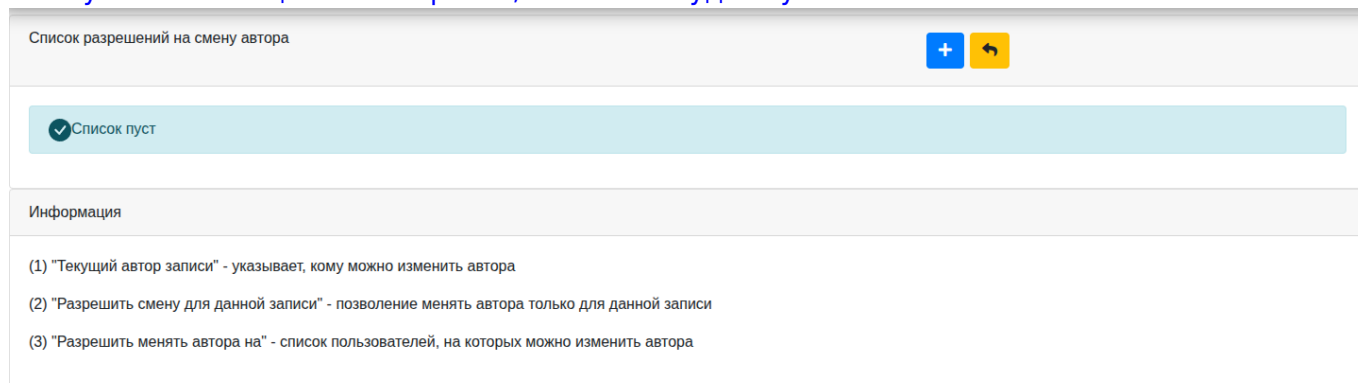 Список разрешений на смену автора
Список пуст
Информация
(1) "Текущий автор записи" - указывает, кому можно изменить автора
(2) "Разрешить смену для данной записи" - позволение менять автора только для данной записи
(3) "Разрешить менять автора на" - список пользователей, на которых можно изменить автора